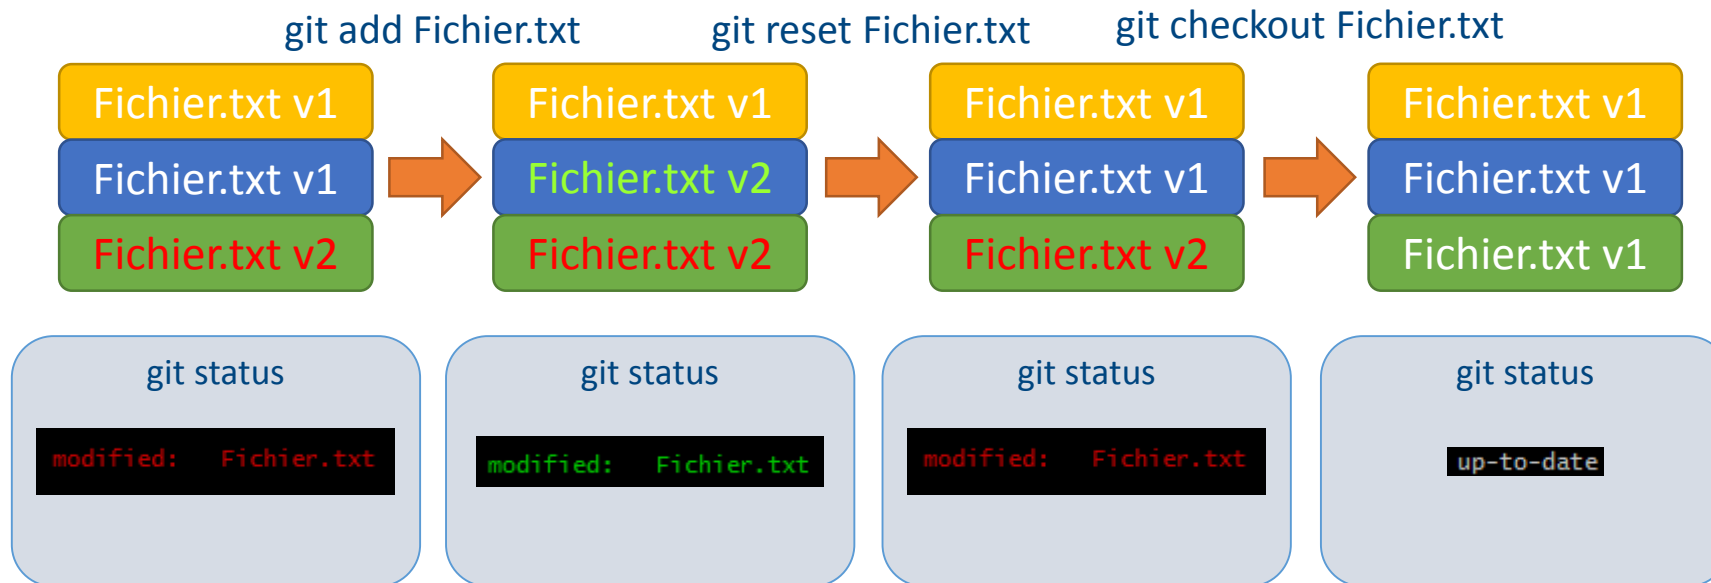 git add Fichier.txt
git reset Fichier.txt
git checkout Fichier.txt
Fichier.txt v1
Fichier.txt v1
Fichier.txt v1
Fichier.txt v1
Fichier.txt v1
Fichier.txt v2
Fichier.txt v1
Fichier.txt v1
Fichier.txt v2
Fichier.txt v2
Fichier.txt v2
Fichier.txt v1
git status
git status
git status
git status
modified: Fichier.txt
modified: Fichier.txt
modified: Fichier.txt
up-to-date